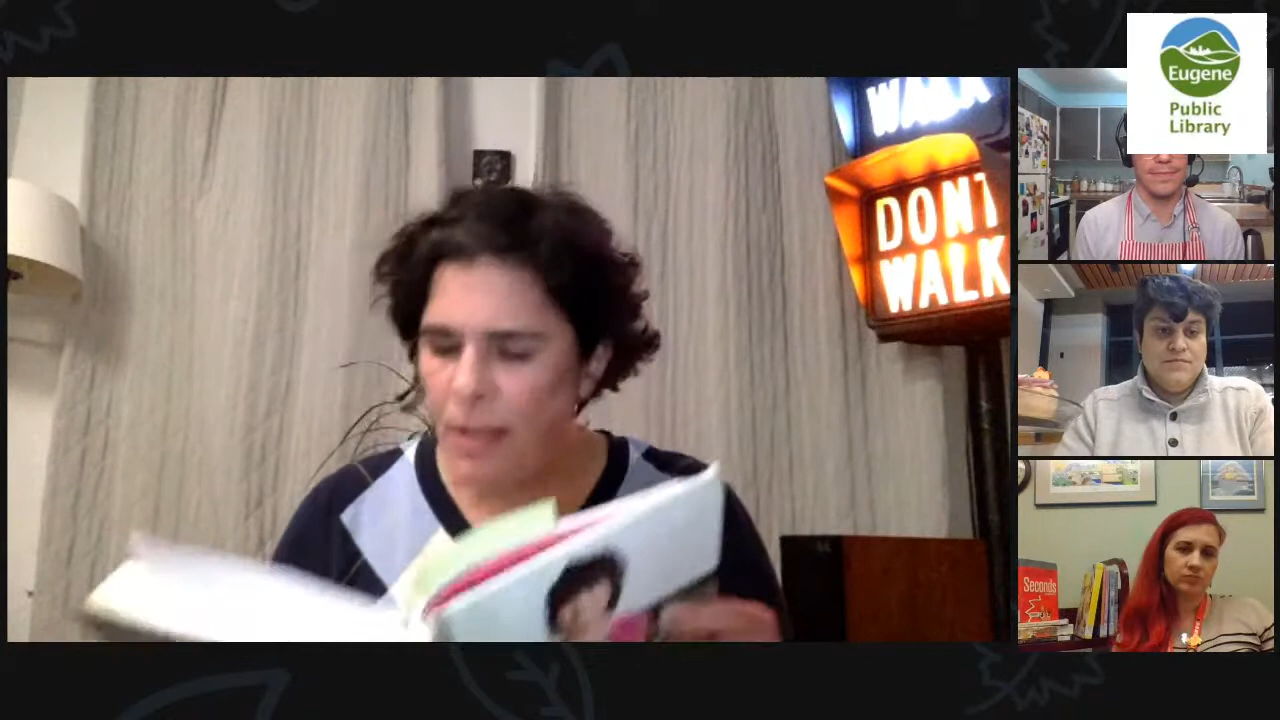 WALK
DONT
WALK
Eugene
Public
Library
Seconds